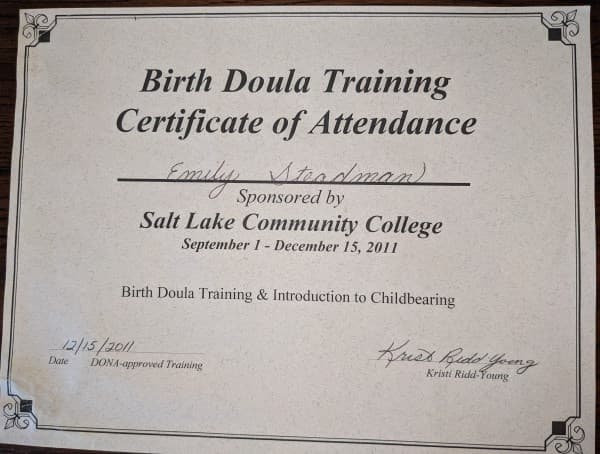 Birth Doula Training
Certificate of Attendance
Emily Steadman
Sponsored by
Salt Lake Community College
September 1 - December 15, 2011
Birth Doula Training & Introduction to Childbearing
12/15/2011 Kristi Ridd Young
Date DONA-approved Training Kristi Ridd-Young